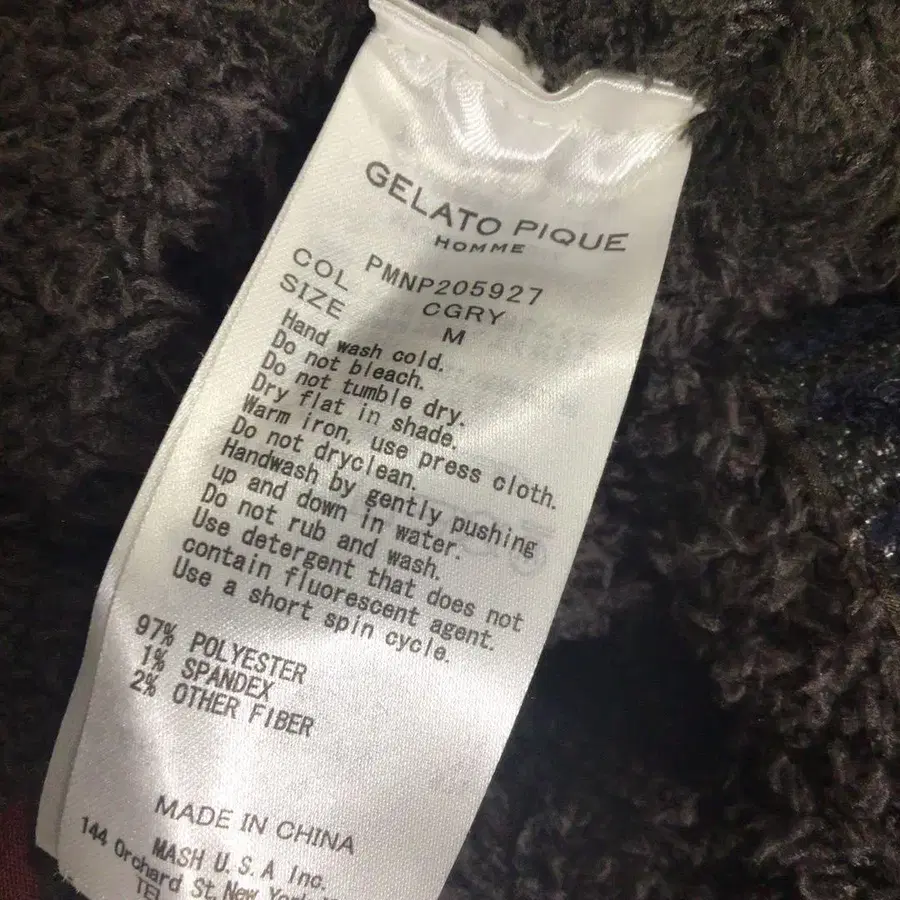 GELATO PIQUE
HOMME
PMNP205927
COL CGRY
SIZE M
Hand wash cold.
Do not bleach.
Do not tumble dry.
Dry flat in shade.
Warm iron, use press cloth.
Do not dryclean.
Handwash by gently pushing
up and down in water.
Do not rub and wash.
Use detergent that does not
contain fluorescent agent.
Use a short spin cycle.
97% POLYESTER
1% SPANDEX
2% OTHER FIBER
MADE IN CHINA
MASH U.S.A Inc.
144 Orchard St. New York
TEL